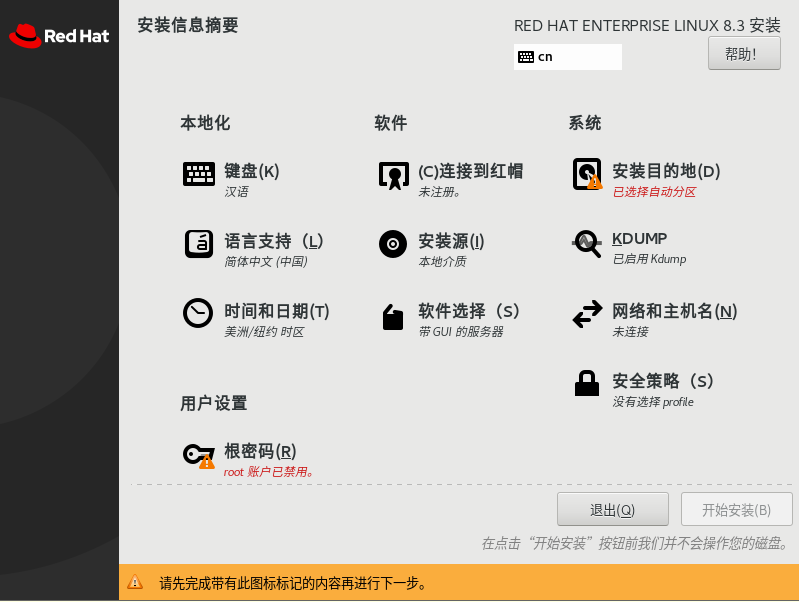 Red Hat
安装信息摘要
RED HAT ENTERPRISE LINUX 8.3 安装
cn
帮助!
本地化
键盘(K)
汉语
语言支持（L）
简体中文 (中国)
时间和日期(T)
美洲/纽约 时区
用户设置
根密码(R)
root 账户已禁用。
软件
(C)连接到红帽
未注册。
安装源(I)
本地介质
软件选择（S）
带 GUI 的服务器
系统
安装目的地(D)
已选择自动分区
KDUMP
已启用 Kdump
网络和主机名(N)
未连接
安全策略（S）
没有选择 profile
退出(Q)
开始安装(B)
在点击“开始安装”按钮前我们并不会操作您的磁盘。
请先完成带有此图标标记的内容再进行下一步。